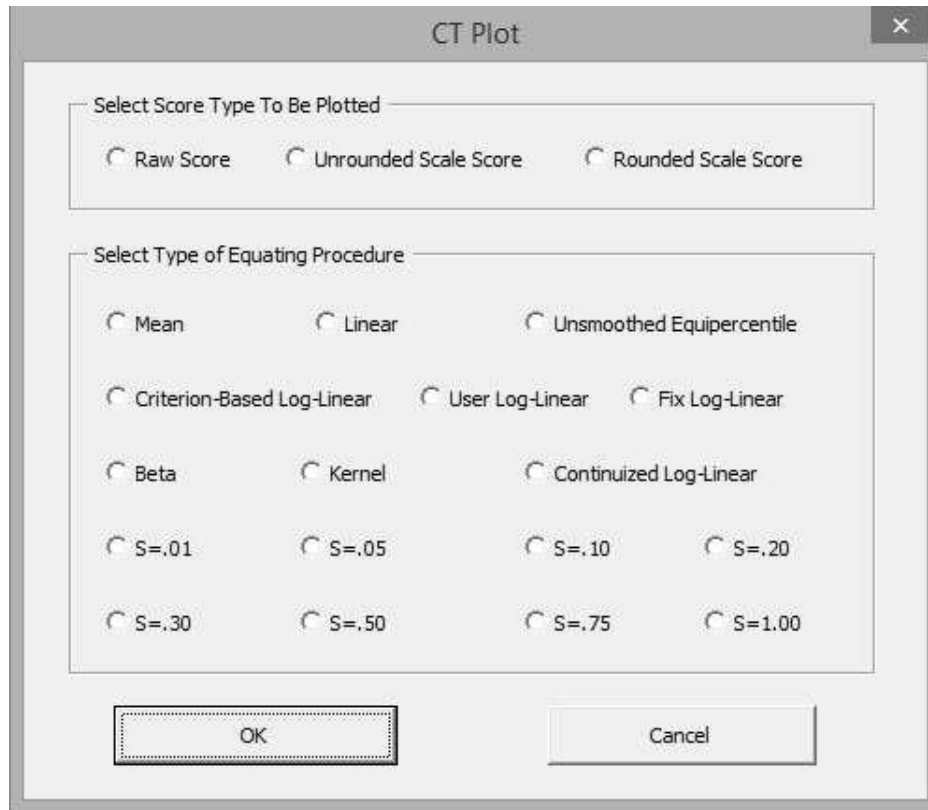 CT Plot
×
Select Score Type To Be Plotted
Raw Score Unrounded Scale Score Rounded Scale Score
Select Type of Equating Procedure
Mean Linear Unsmoothed Equipercentile
Criterion-Based Log-Linear User Log-Linear Fix Log-Linear
Beta Kernel Continuized Log-Linear
S=.01 S=.05 S=.10 S=.20
S=.30 S=.50 S=.75 S=1.00
OK Cancel